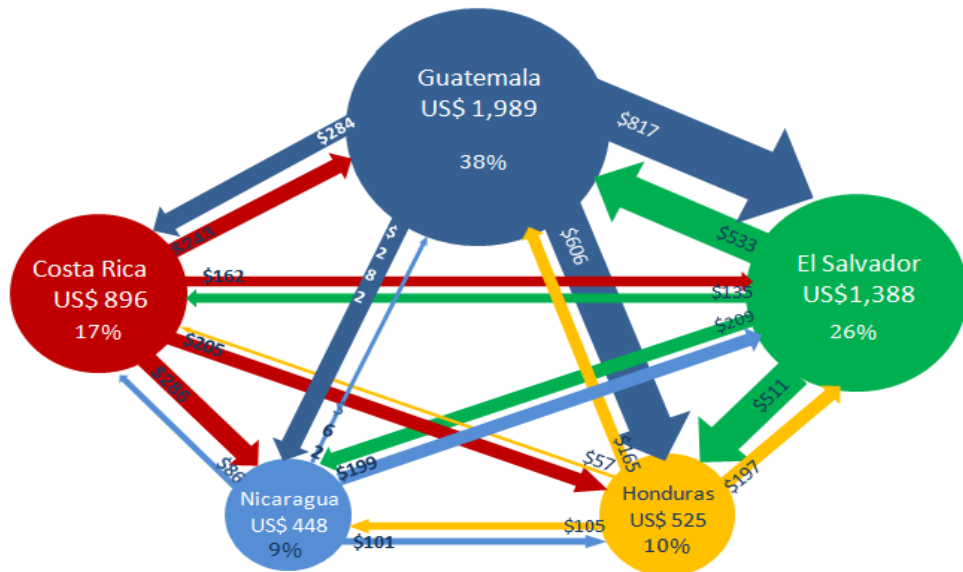 Guatemala
US$ 1,989
38%
$284
$817
$243
$282
$606
$533
Costa Rica
US$ 896
17%
$162
$135
El Salvador
US$1,388
26%
$209
$205
$286
$511
$62
$86
$199
$57
$165
$197
Nicaragua
US$ 448
9%
$105
$101
Honduras
US$ 525
10%